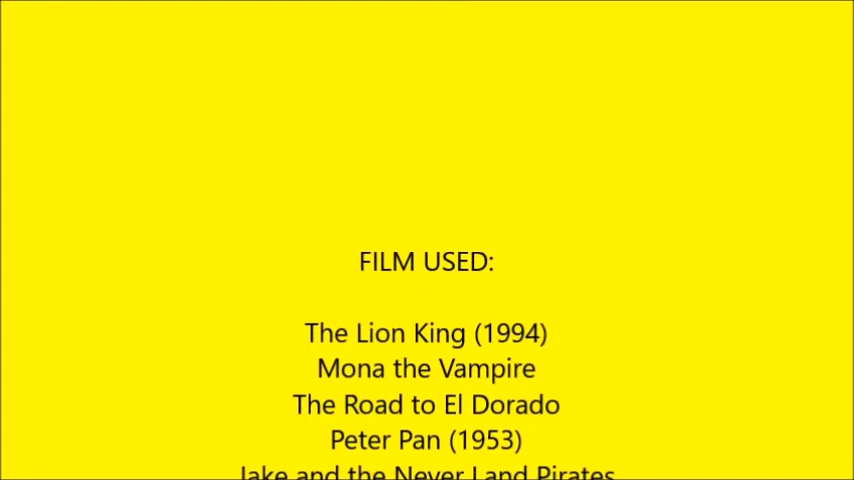 FILM USED:
The Lion King (1994)
Mona the Vampire
The Road to El Dorado
Peter Pan (1953)
Jake and the Never Land Pirates